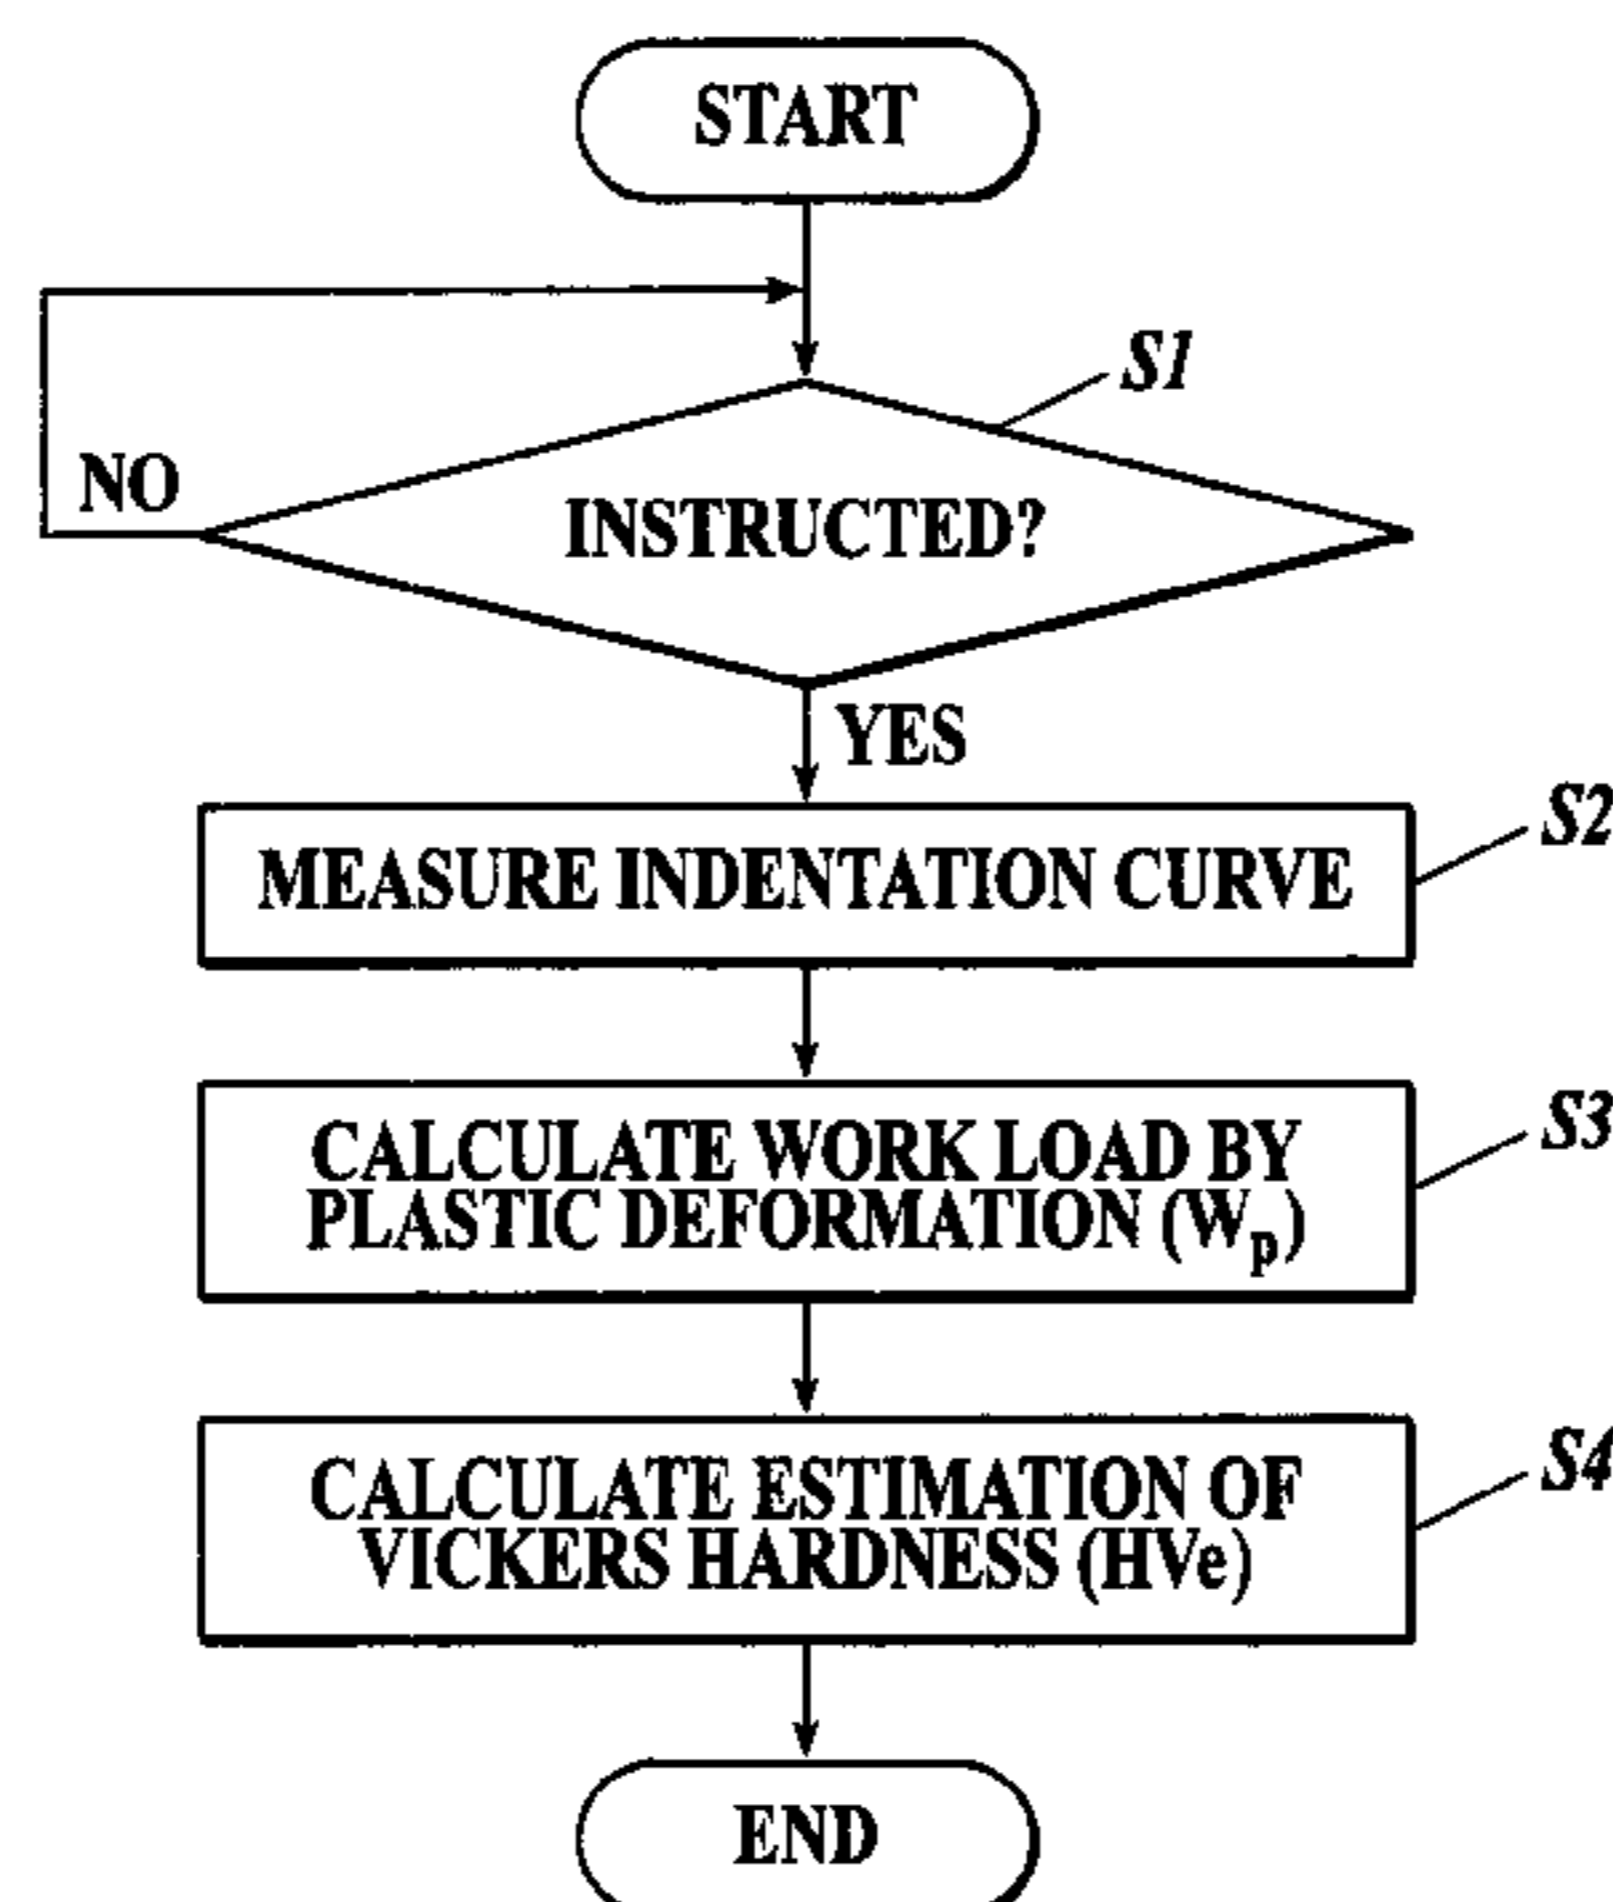 START
S1
NO
INSTRUCTED?
YES
S2
MEASURE INDENTATION CURVE
S3
CALCULATE WORK LOAD BY
PLASTIC DEFORMATION (Wp)
S4
CALCULATE ESTIMATION OF
VICKERS HARDNESS (HVe)
END